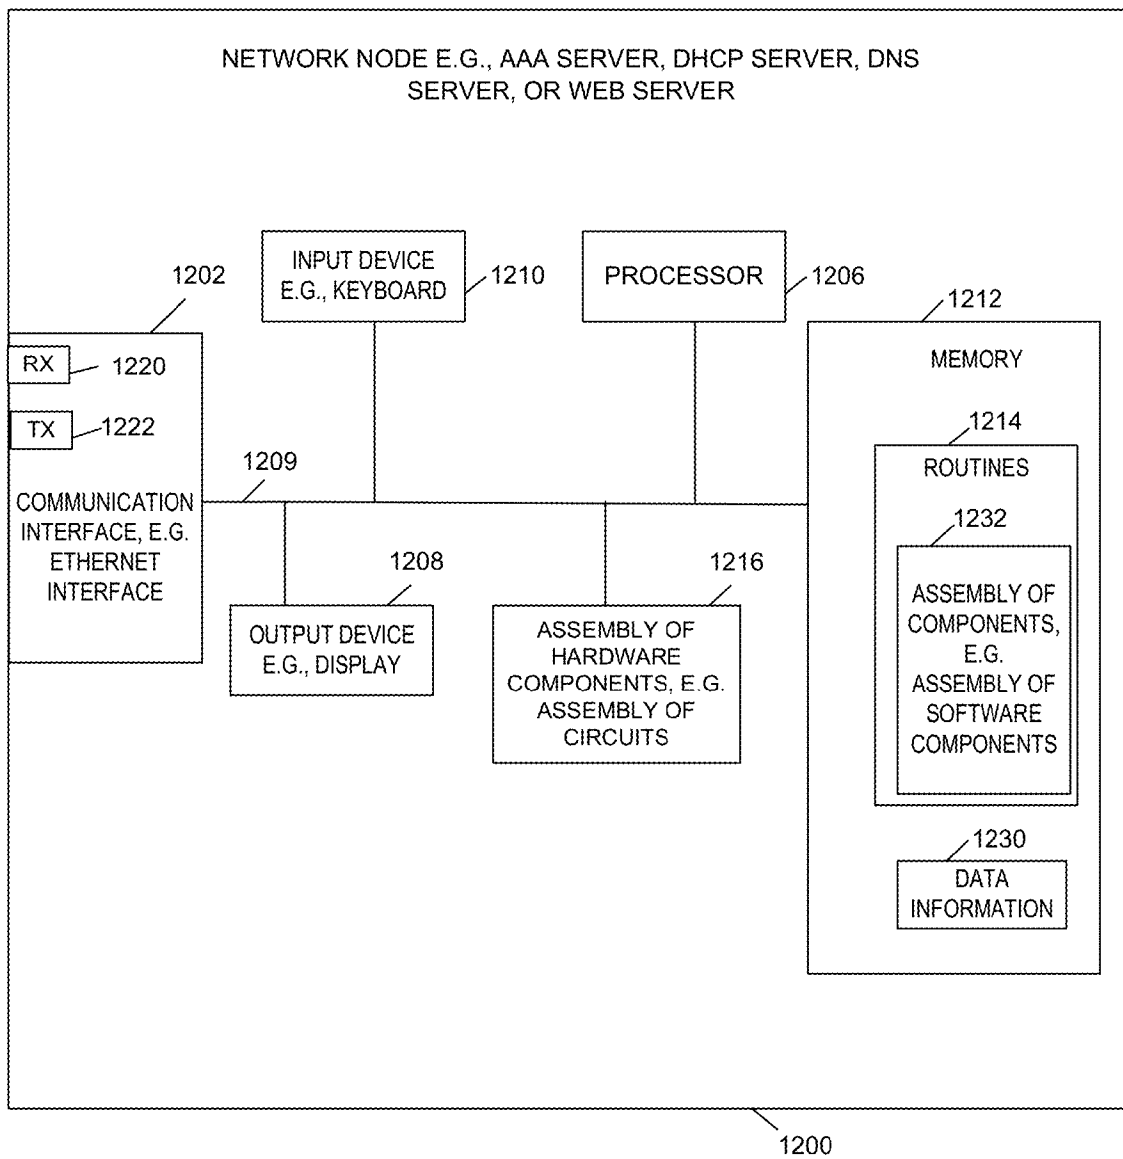 NETWORK NODE E.G., AAA SERVER, DHCP SERVER, DNS
SERVER, OR WEB SERVER
1202
INPUT DEVICE
E.G., KEYBOARD
1210
PROCESSOR
1206
1212
RX
1220
TX
1222
COMMUNICATION
INTERFACE, E.G.
ETHERNET
INTERFACE
1209
MEMORY
1214
ROUTINES
1232
ASSEMBLY OF
COMPONENTS,
E.G.
ASSEMBLY OF
SOFTWARE
COMPONENTS
1208
OUTPUT DEVICE
E.G., DISPLAY
1216
ASSEMBLY OF
HARDWARE
COMPONENTS, E.G.
ASSEMBLY OF
CIRCUITS
1230
DATA
INFORMATION
1200